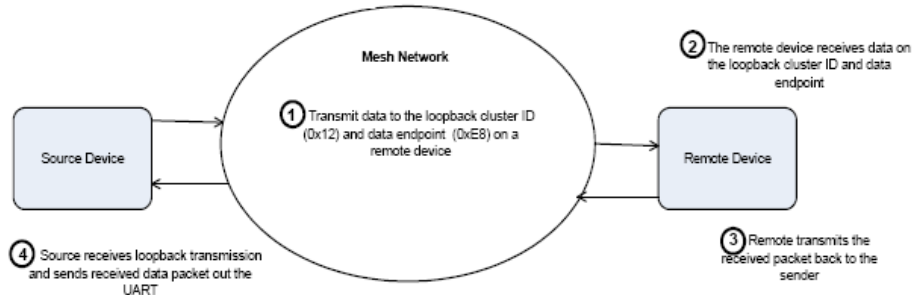 Mesh Network
1 Transmit data to the loopback cluster ID
(0x12) and data endpoint (0xE8) on a
remote device
2 The remote device receives data on
the loopback cluster ID and data
endpoint
Source Device
Remote Device
3 Remote transmits the
received packet back to the
sender
4 Source receives loopback transmission
and sends received data packet out the
UART